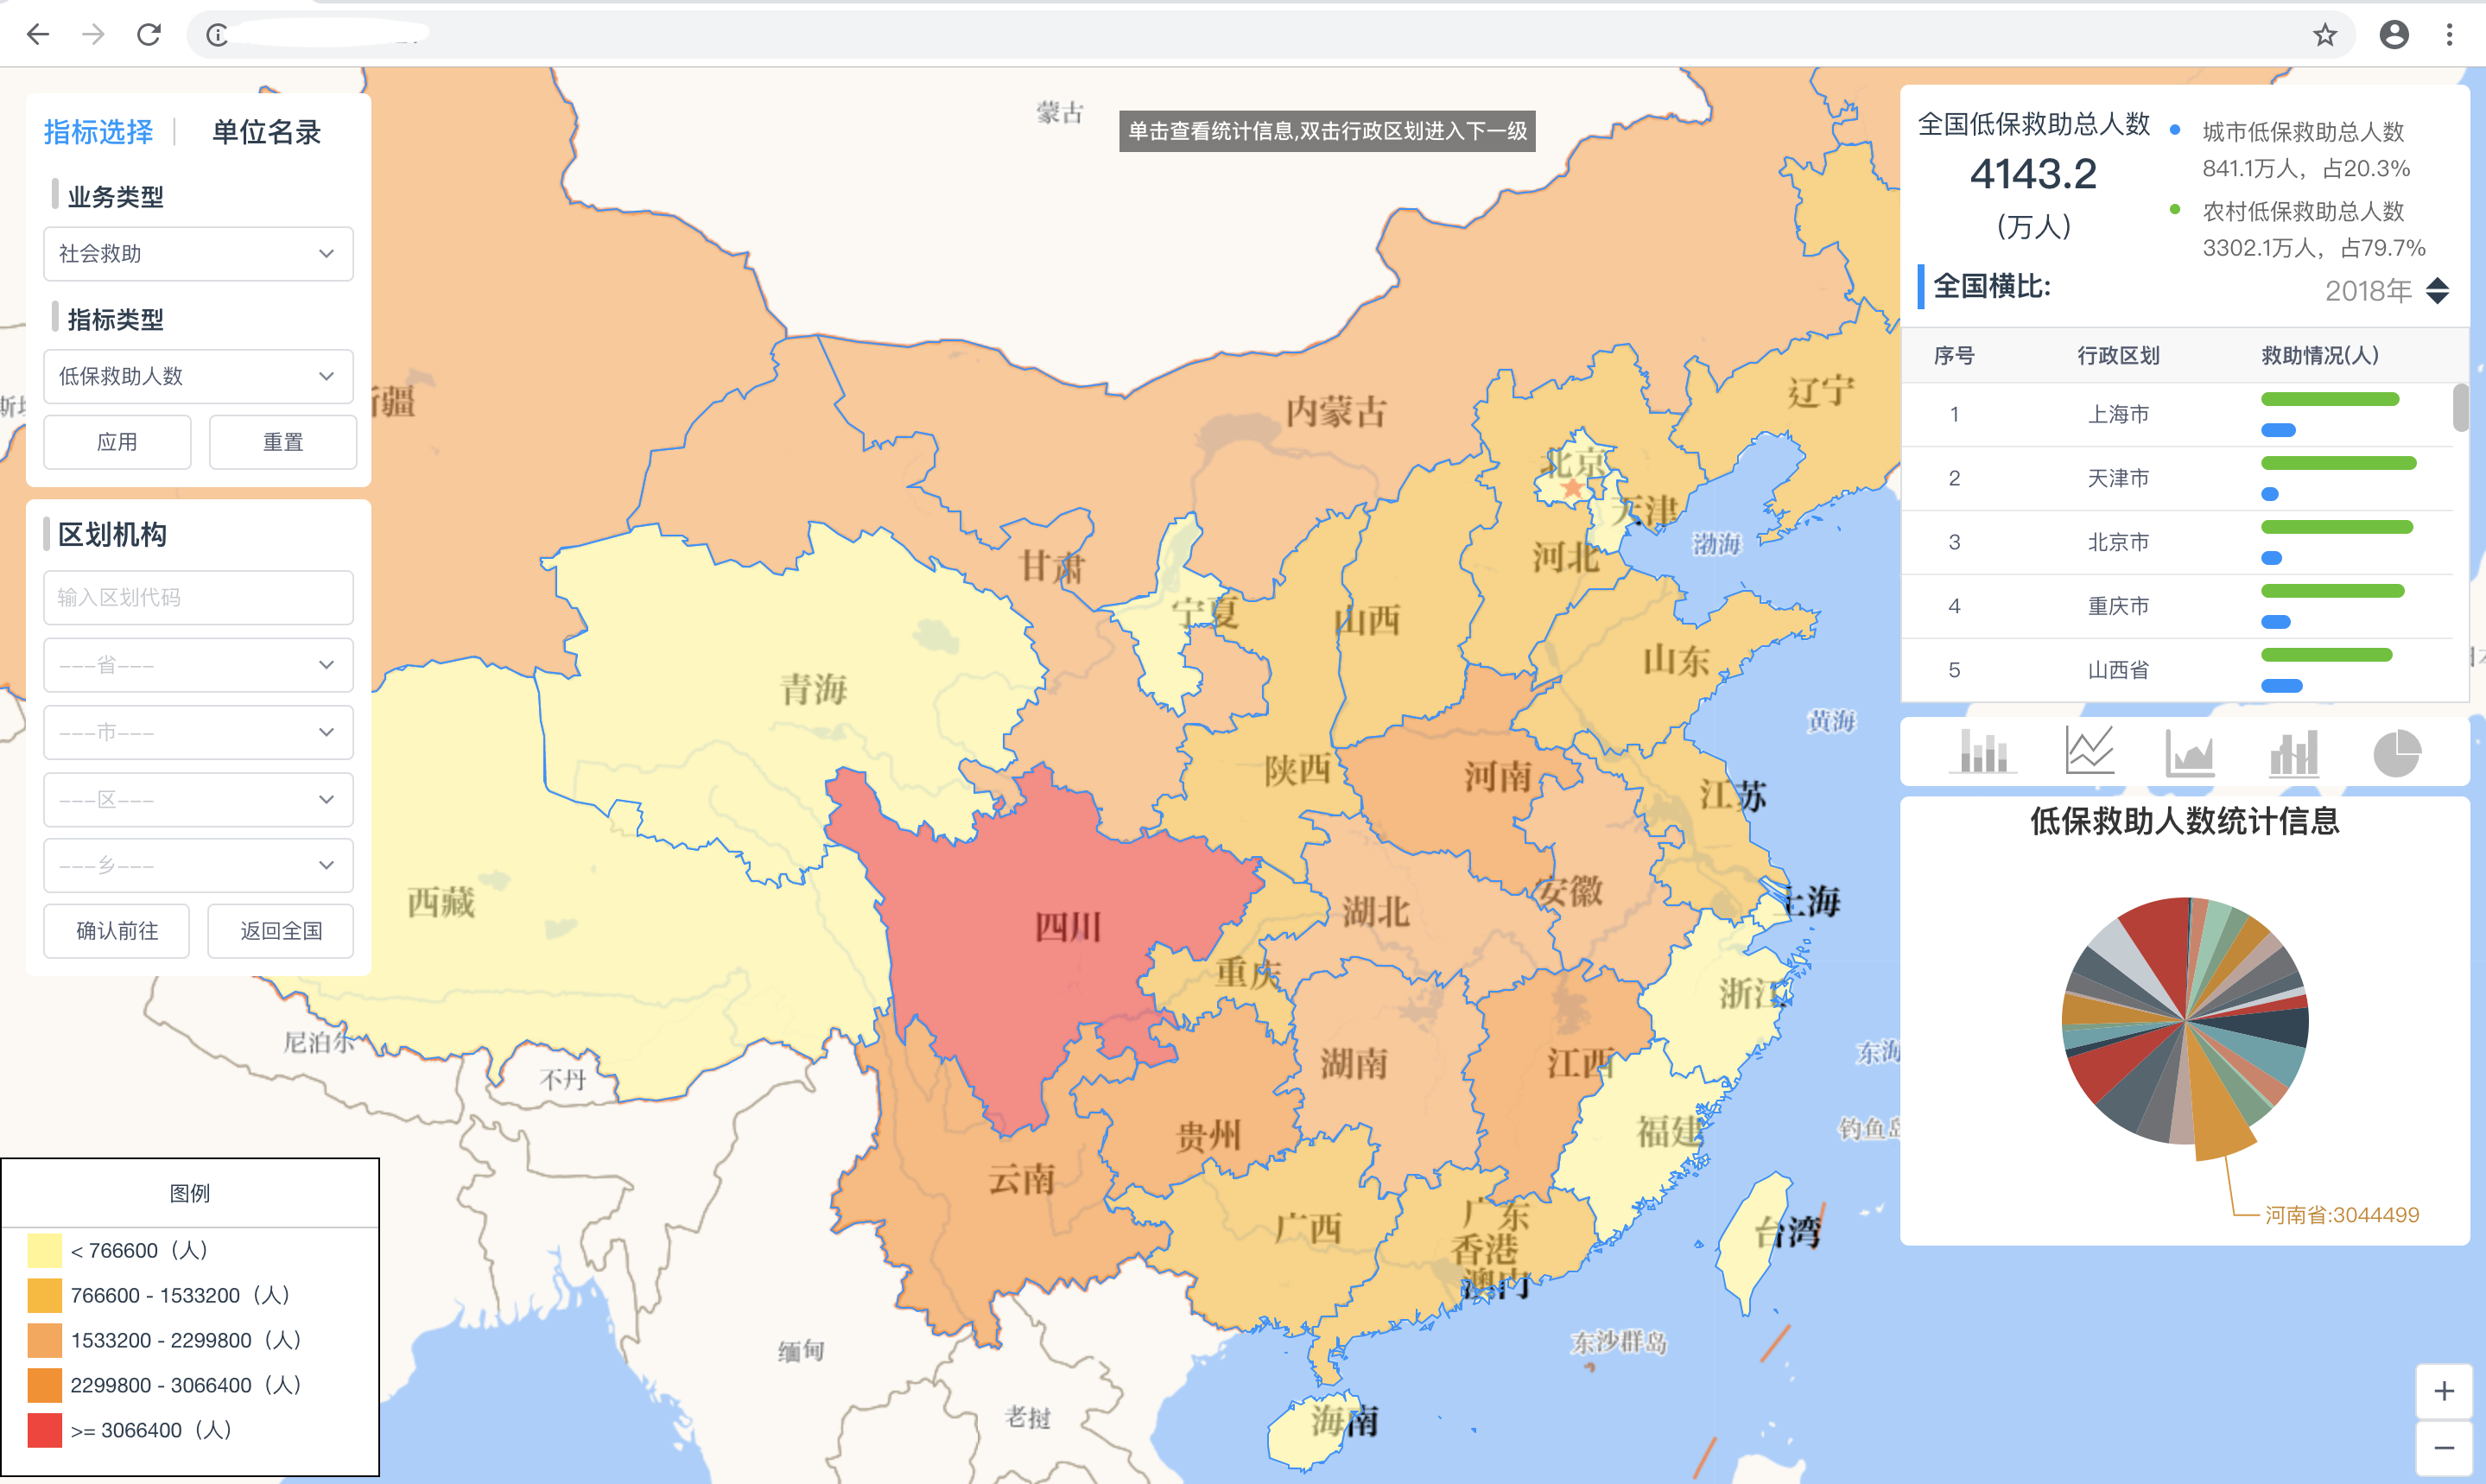 指标选择
单位名录
业务类型
社会救助
指标类型
低保救助人数
应用
重置
区划机构
输入区划代码
---省---
---市---
---区---
---乡---
确认前往
返回全国
图例
< 766600（人）
766600 - 1533200（人）
1533200 - 2299800（人）
2299800 - 3066400（人）
>= 3066400（人）
单击查看统计信息,双击行政区划进入下一级
蒙古
疆
内蒙古
辽宁
北京
天津
渤海
河北
甘肃
宁夏
山西
山东
青海
黄海
陕西
河南
江苏
西藏
安徽
上海
湖北
四川
重庆
浙江
尼泊尔
不丹
湖南
江西
东海
钓鱼岛
福建
贵州
云南
广西
广东
香港
澳门
台湾
缅甸
东沙群岛
老挝
海南
全国低保救助总人数
4143.2
(万人)
城市低保救助总人数
841.1万人，占20.3%
农村低保救助总人数
3302.1万人，占79.7%
全国横比:
2018年
序号 行政区划 救助情况(人)
1 上海市
2 天津市
3 北京市
4 重庆市
5 山西省
低保救助人数统计信息
河南省:3044499
+
−